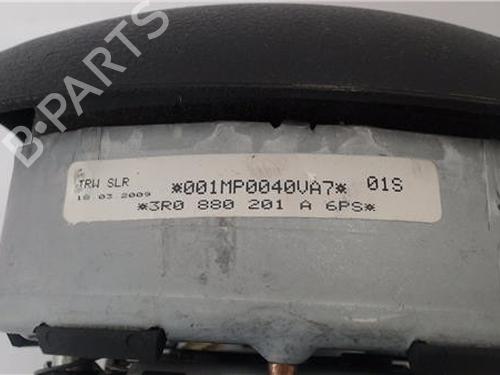 B-PARTS
TRW SLR *001MP0040VA7* 01S
18.03.2009
*3R0 880 201 A 6PS*